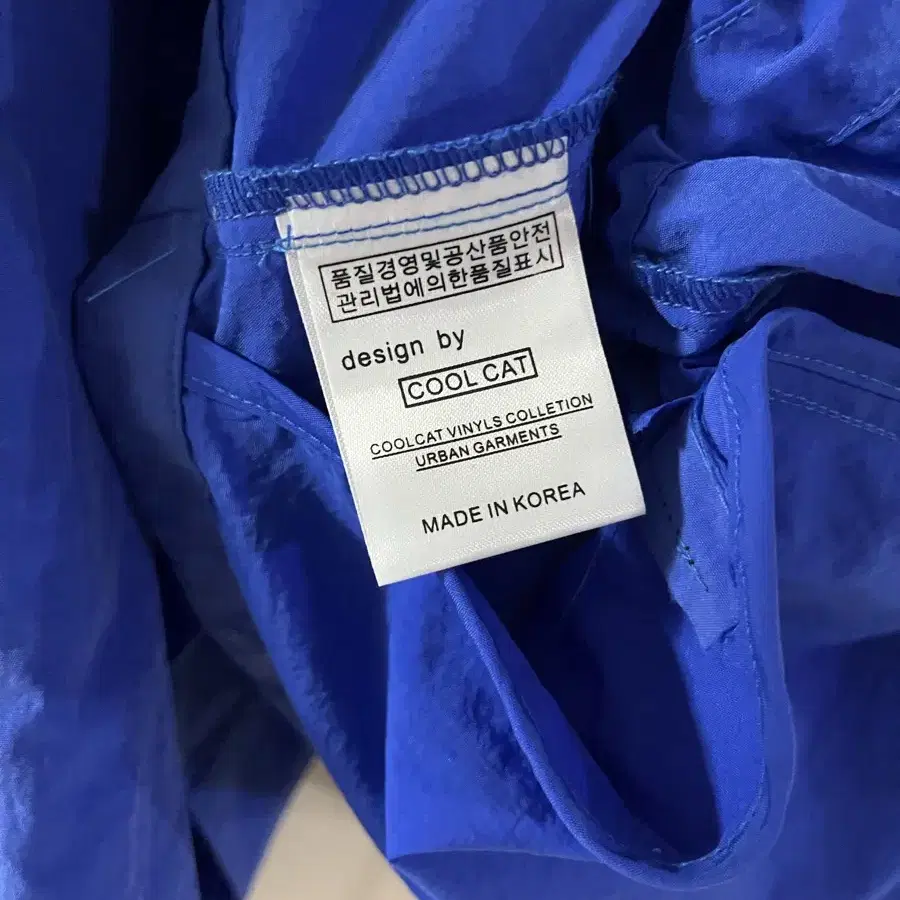 품질경영및공산품안전
관리법에의한품질표시
design by
COOL CAT
COOLCAT VINYLS COLLETION
URBAN GARMENTS
MADE IN KOREA